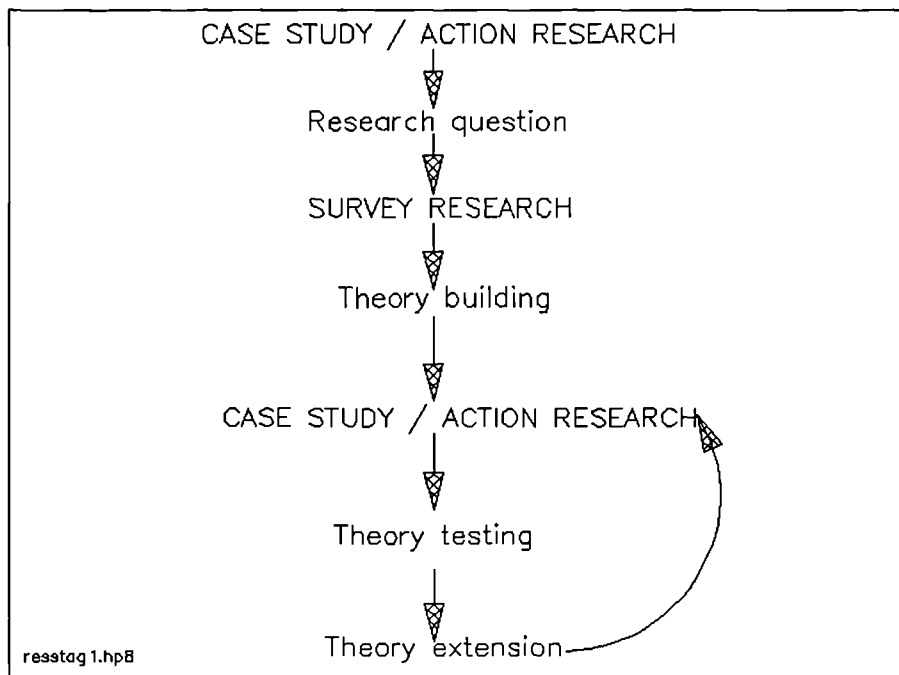 CASE STUDY / ACTION RESEARCH
Research question
SURVEY RESEARCH
Theory building
CASE STUDY / ACTION RESEARCH
Theory testing
Theory extension
resstag1.hp8